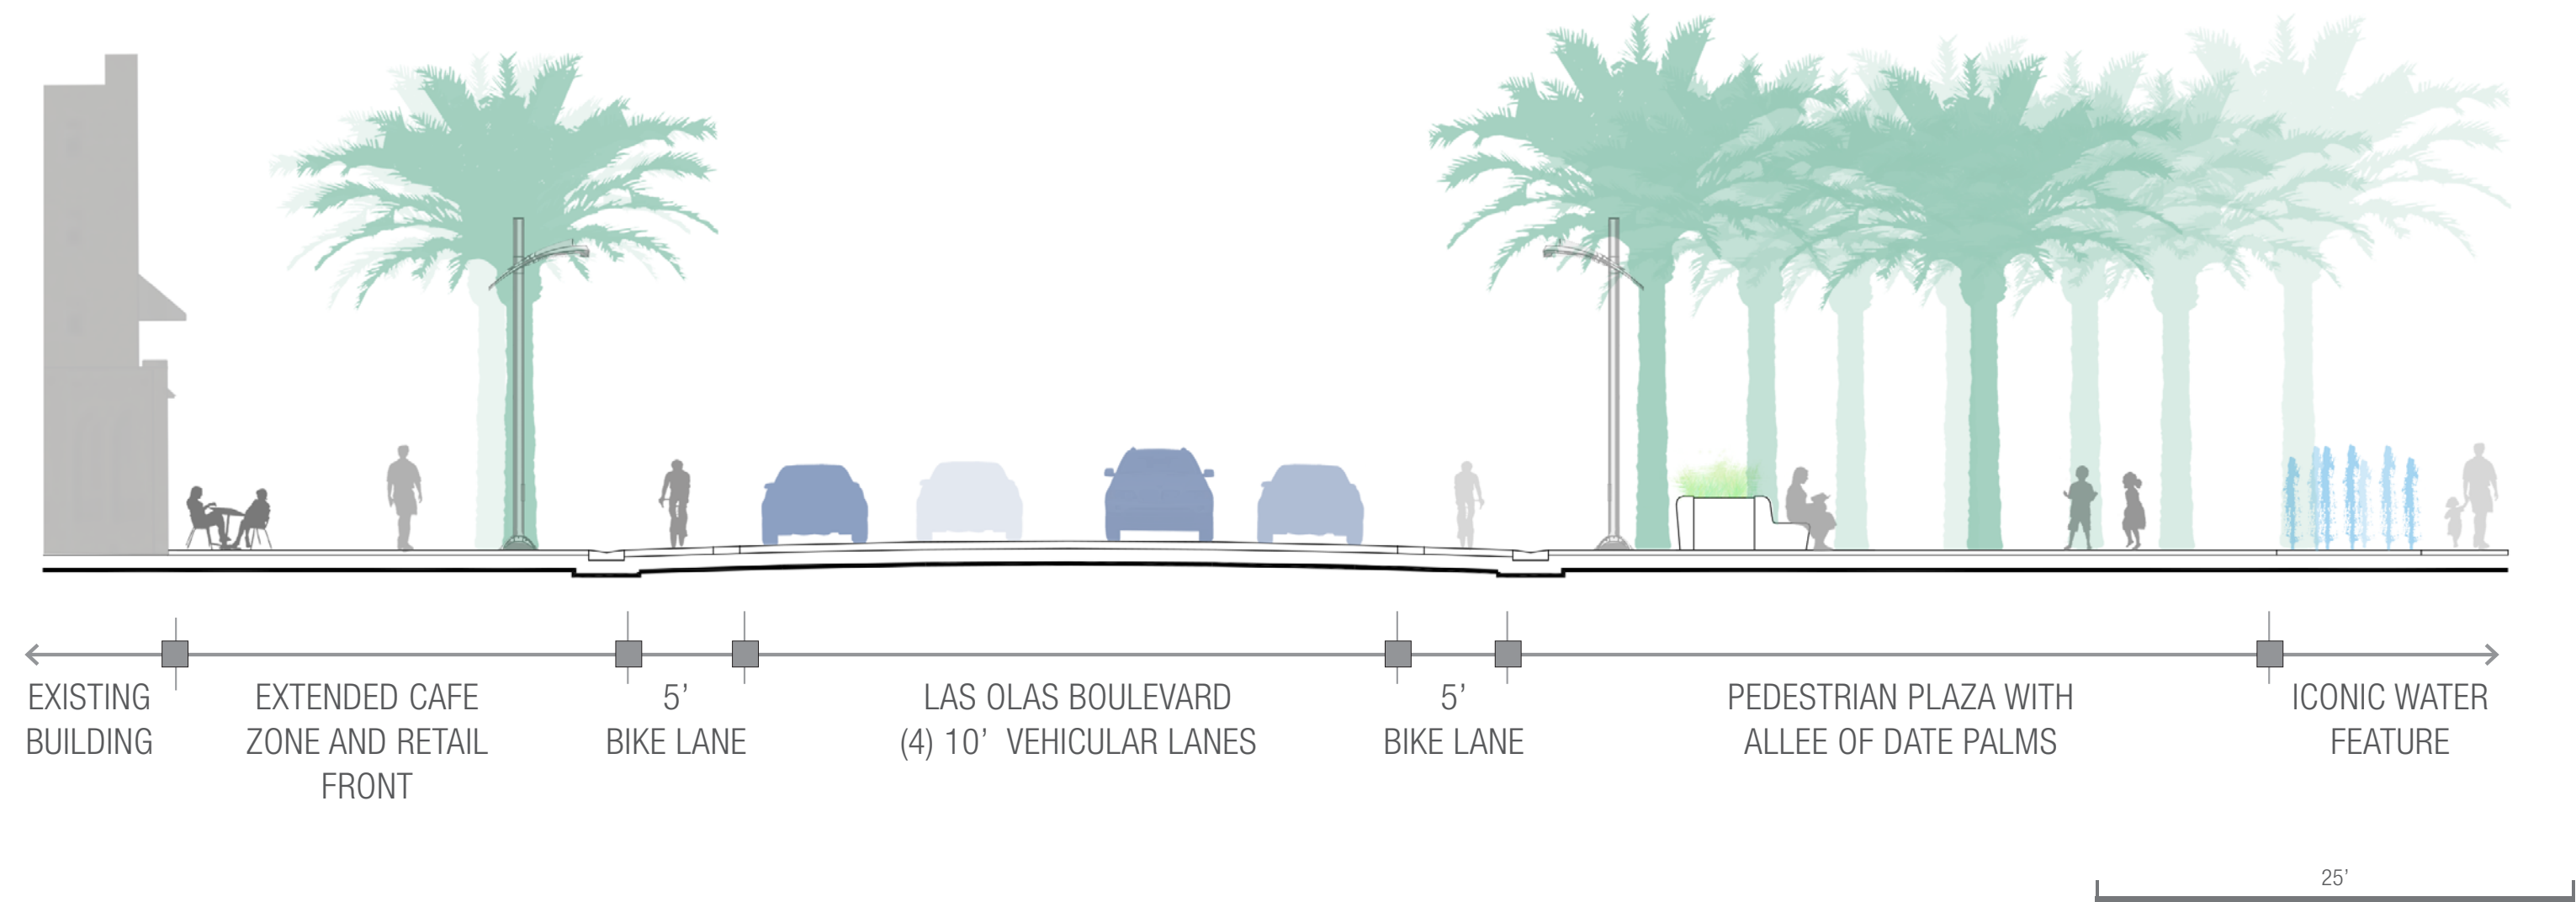 EXISTING
BUILDING
EXTENDED CAFE
ZONE AND RETAIL
FRONT
5’
BIKE LANE
LAS OLAS BOULEVARD
(4) 10’ VEHICULAR LANES
5’
BIKE LANE
PEDESTRIAN PLAZA WITH
ALLEE OF DATE PALMS
ICONIC WATER
FEATURE
25’